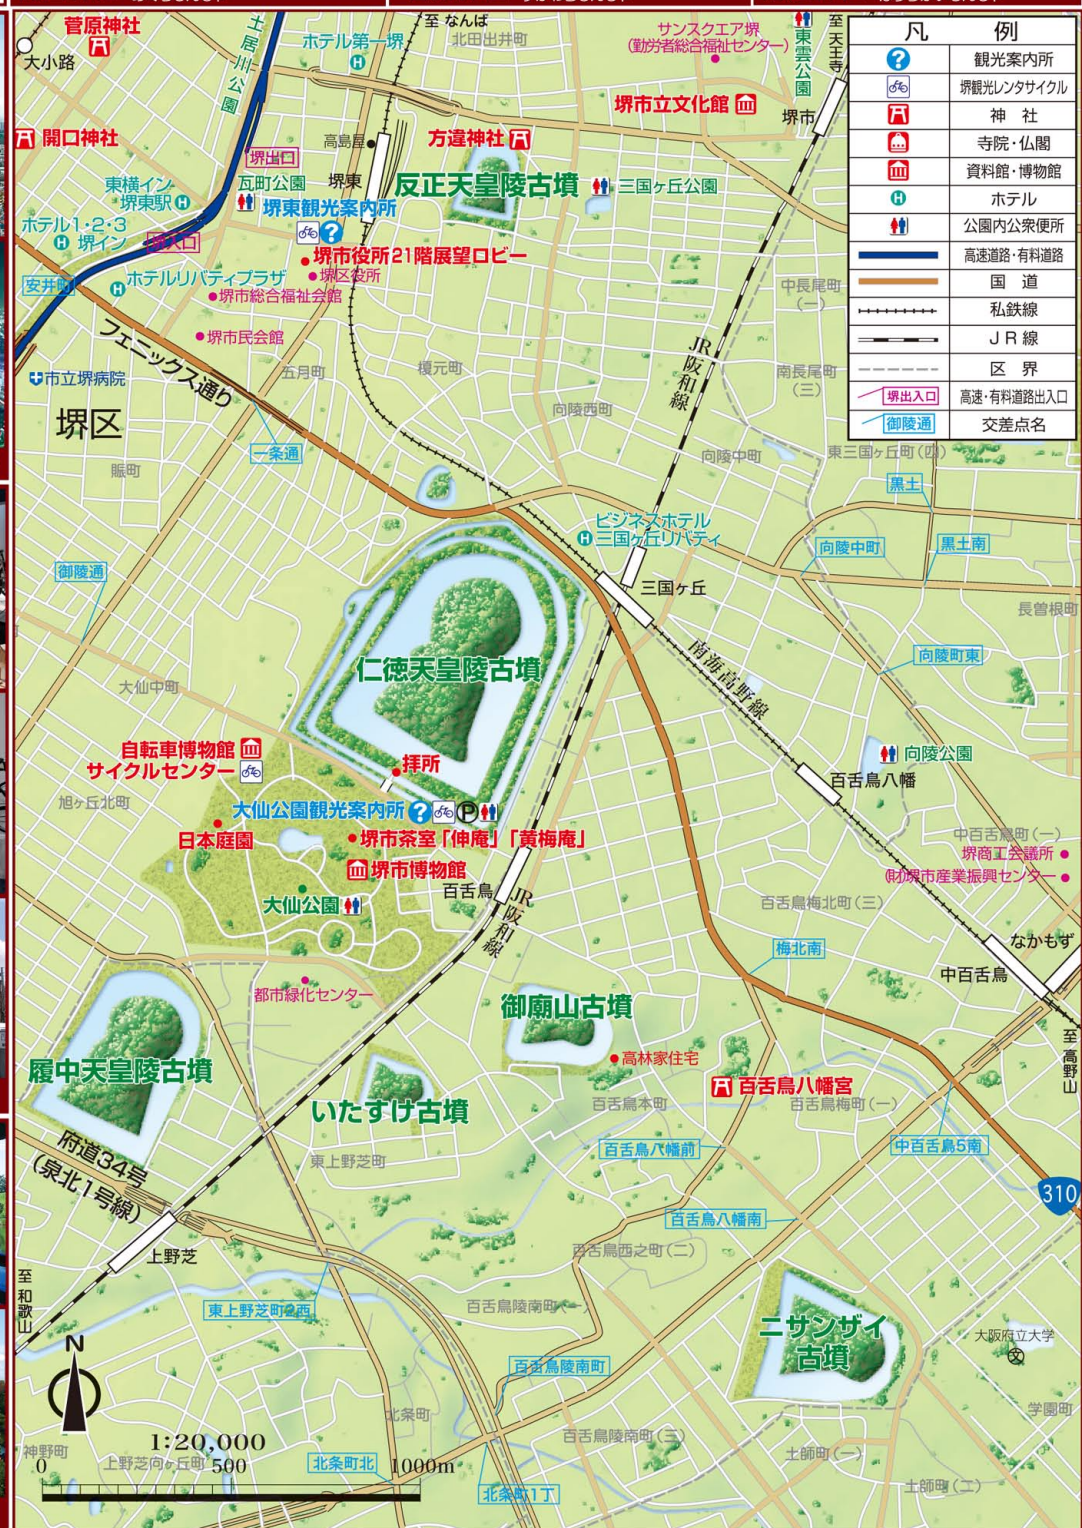 菅原神社
大小路
土居川公園
至 なんば
北田出井町
ホテル第一堺
サンスクエア堺
(勤労者総合福祉センター)
東雲公園
至 天王寺
堺市立文化館
堺市
開口神社
高島屋
方違神社
堺出口
瓦町公園
堺東
反正天皇陵古墳
三国ヶ丘公園
東横イン
堺東駅
堺東観光案内所
ホテル1・2・3
堺イン
堺入口
堺市役所21階展望ロビー
堺区役所
安井町
ホテルリバティプラザ
堺市総合福祉会館
中長尾町
(一)
堺市民会館
フェニックス通り
JR阪和線
五月町
榎元町
南長尾町
(三)
市立堺病院
堺区
向陵西町
一条通
賑町
向陵中町
東三国ヶ丘町(四)
黒土
凡 例
観光案内所
堺観光レンタサイクル
神 社
寺院・仏閣
資料館・博物館
ホテル
公園内公衆便所
高速道路・有料道路
国 道
私鉄線
JR線
区 界
堺出入口
高速・有料道路出入口
御陵通
交差点名
ビジネスホテル
三国ヶ丘リバティ
向陵中町
黒土南
御陵通
三国ヶ丘
長曽根町
仁徳天皇陵古墳
南海高野線
向陵町東
大仙中町
自転車博物館
サイクルセンター
拝所
向陵公園
百舌鳥八幡
旭ヶ丘北町
大仙公園観光案内所
P
日本庭園
堺市茶室「伸庵」「黄梅庵」
中百舌鳥町(一)
堺商工会議所
(財)堺市産業振興センター
堺市博物館
百舌鳥
JR阪和線
大仙公園
百舌鳥梅北町(三)
なかもず
梅北南
中百舌鳥
都市緑化センター
御廟山古墳
至 高野山
履中天皇陵古墳
高林家住宅
百舌鳥八幡宮
いたすけ古墳
百舌鳥本町
百舌鳥梅町(一)
府道34号
(泉北1号線)
東上野芝町
百舌鳥八幡前
中百舌鳥5南
310
百舌鳥八幡南
上野芝
百舌鳥西之町(二)
至 和歌山
東上野芝町2西
百舌鳥陵南町(一)
ニサンザイ
古墳
大阪府立大学
文
N
百舌鳥陵南町
北条町
学園町
1:20,000
百舌鳥陵南町(三)
土師町(一)
神野町
上野芝向ヶ丘町
0 500 1000m
北条町北
土師町(二)
北条町1丁